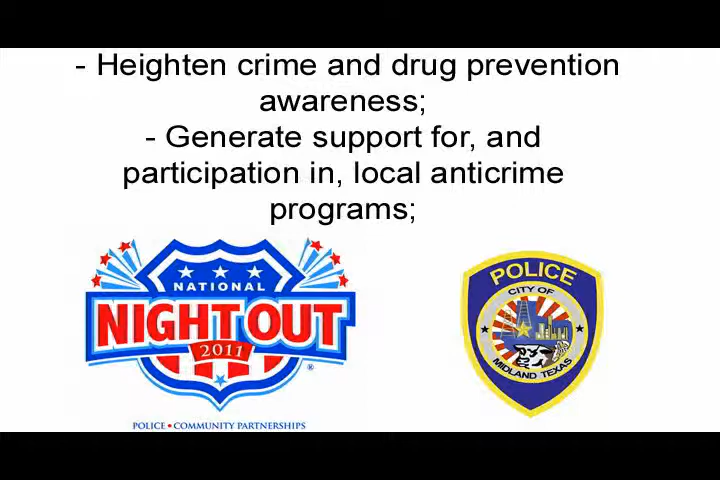 - Heighten crime and drug prevention
awareness;
- Generate support for, and
participation in, local anticrime
programs;
NATIONAL
NIGHT OUT
2011
®
POLICE • COMMUNITY PARTNERSHIPS
POLICE
CITY OF
MIDLAND TEXAS